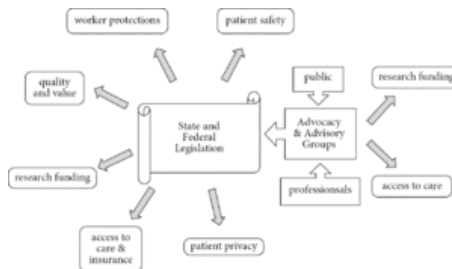 worker protections
patient safety
quality
and value
public
research funding
State and
Federal
Legislation
Advocacy
& Advisory
Groups
research funding
professionsals
access to care
access to
care &
insurance
patient privacy